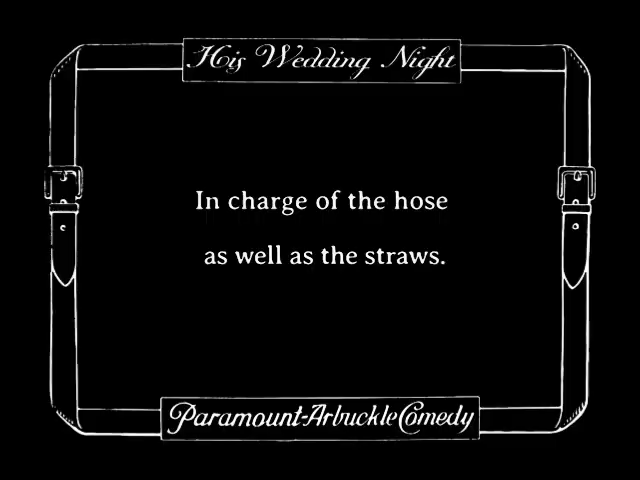 His Wedding Night
In charge of the hose
as well as the straws.
Paramount-Arbuckle Comedy